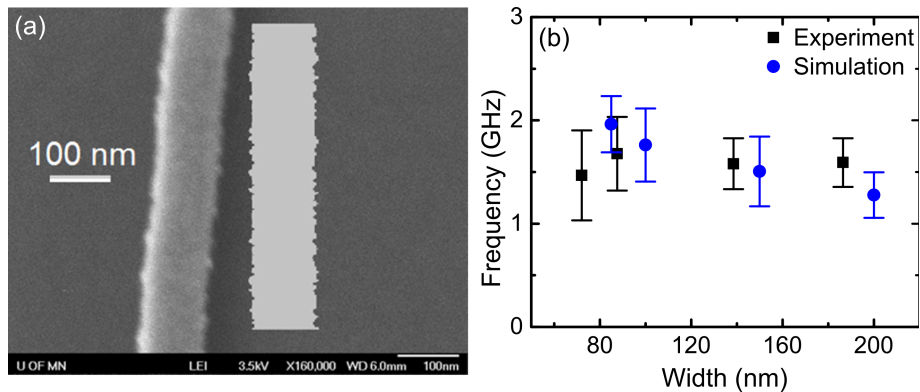 (a)
100 nm
U OF MN LEI 3.5kV X160,000 WD 6.0mm 100nm
(b)
Experiment
Simulation
Frequency (GHz)
3
2
1
0
80 120 160 200
Width (nm)